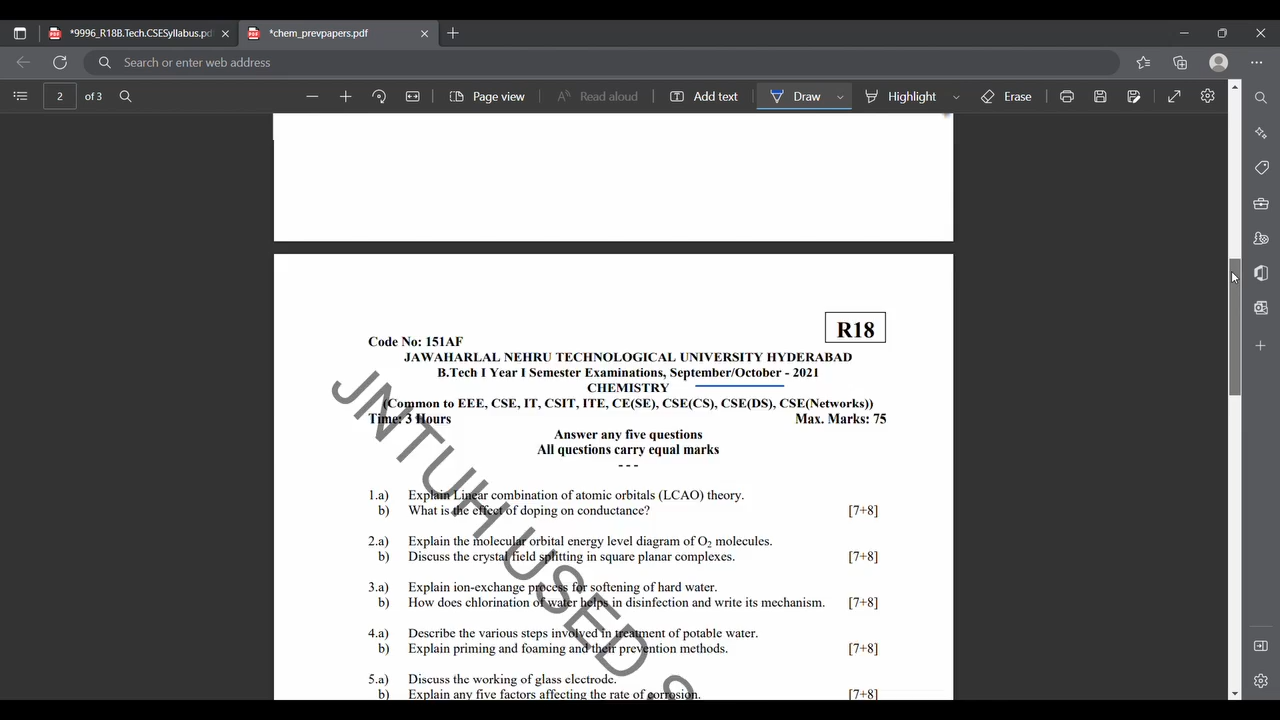 *9996_R18B.Tech.CSESyllabus.pd
*chem_prevpapers.pdf
Search or enter web address
2 of 3
Page view
Read aloud
Add text
Draw
Highlight
Erase
R18
Code No: 151AF
JAWAHARLAL NEHRU TECHNOLOGICAL UNIVERSITY HYDERABAD
B.Tech I Year I Semester Examinations, September/October - 2021
CHEMISTRY
(Common to EEE, CSE, IT, CSIT, ITE, CE(SE), CSE(CS), CSE(DS), CSE(Networks))
Time: 3 Hours Max. Marks: 75
Answer any five questions
All questions carry equal marks
- - -
1.a) Explain Linear combination of atomic orbitals (LCAO) theory.
b) What is the effect of doping on conductance? [7+8]
2.a) Explain the molecular orbital energy level diagram of O₂ molecules.
b) Discuss the crystal field splitting in square planar complexes. [7+8]
3.a) Explain ion-exchange process for softening of hard water.
b) How does chlorination of water helps in disinfection and write its mechanism. [7+8]
4.a) Describe the various steps involved in treatment of potable water.
b) Explain priming and foaming and their prevention methods. [7+8]
5.a) Discuss the working of glass electrode.
b) Explain any five factors affecting the rate of corrosion. [7+8]
JNTUH USED S